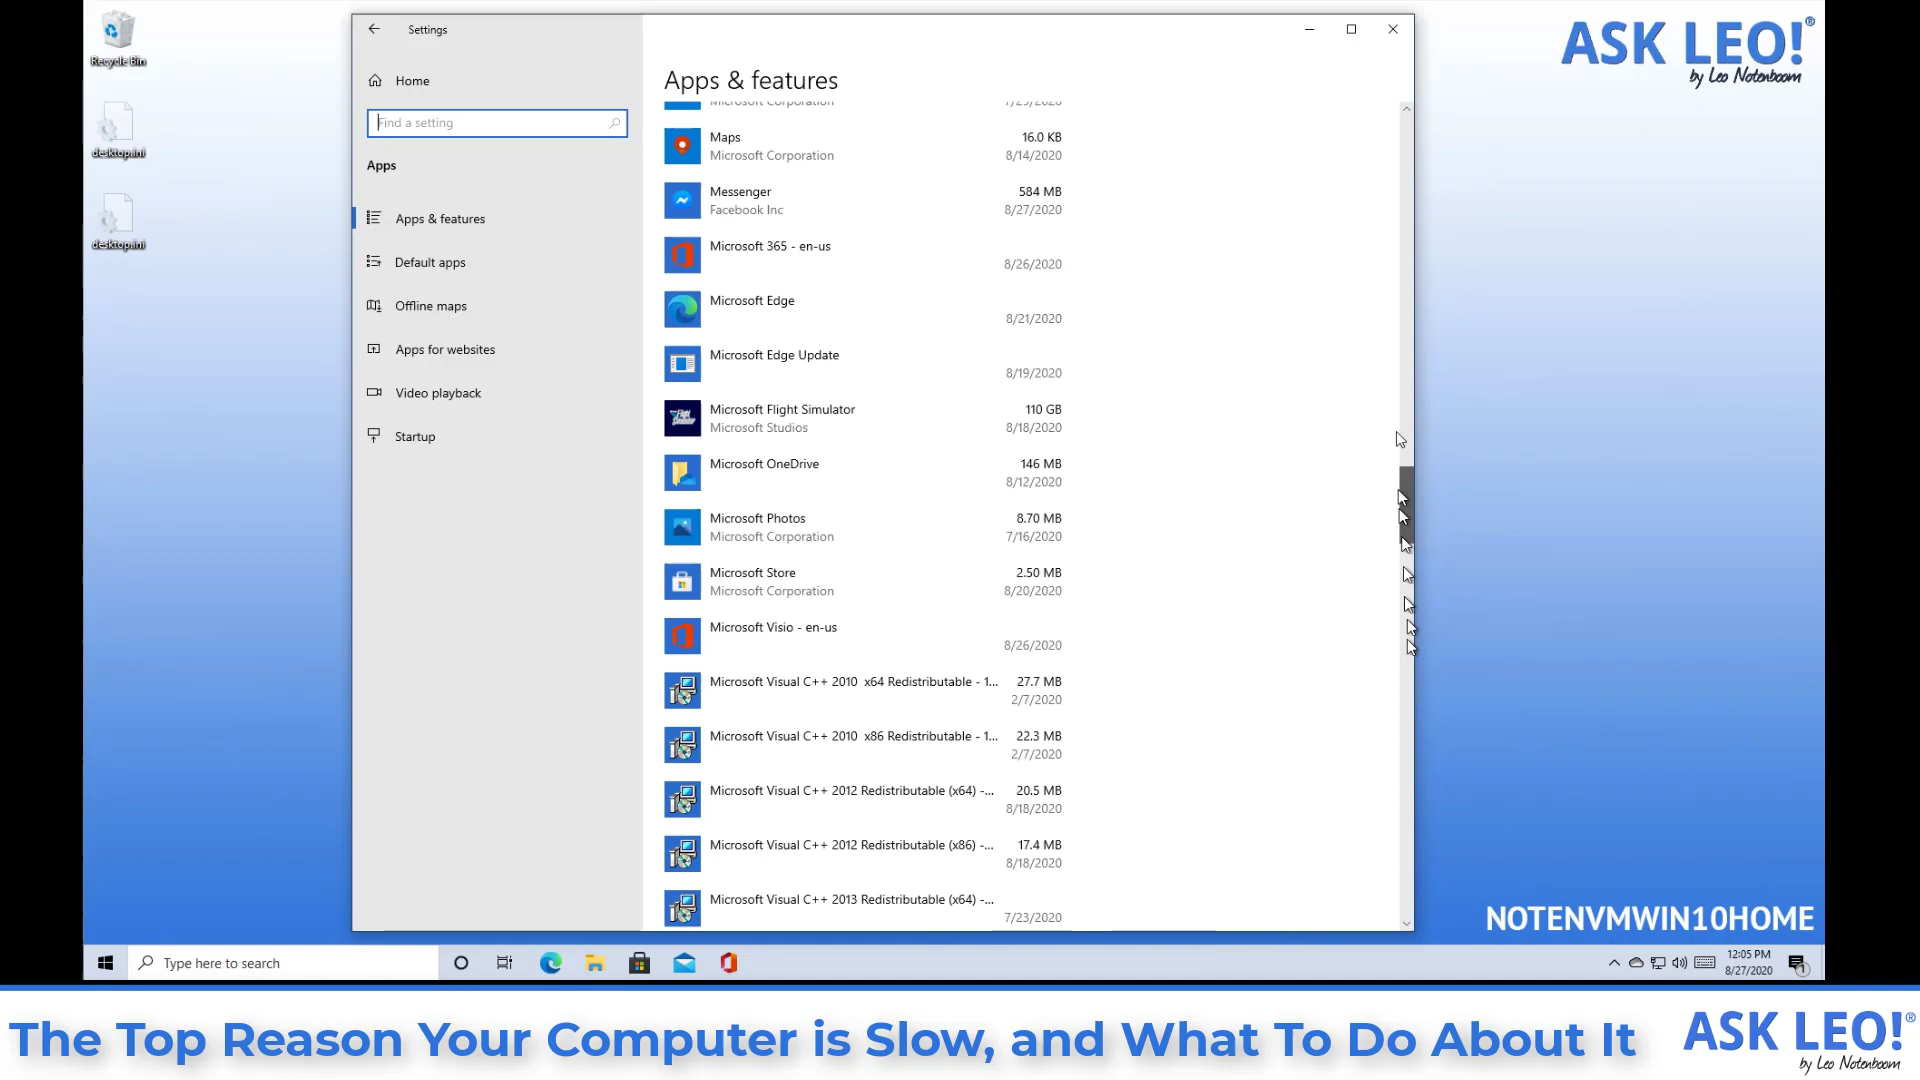 Recycle Bin
desktop.ini
desktop.ini
Settings
Home
Find a setting
Apps
Apps & features
Default apps
Offline maps
Apps for websites
Video playback
Startup
Apps & features
Microsoft Corporation 7/29/2020
Maps 16.0 KB
Microsoft Corporation 8/14/2020
Messenger 584 MB
Facebook Inc 8/27/2020
Microsoft 365 - en-us
8/26/2020
Microsoft Edge
8/21/2020
Microsoft Edge Update
8/19/2020
Microsoft Flight Simulator 110 GB
Microsoft Studios 8/18/2020
Microsoft OneDrive 146 MB
8/12/2020
Microsoft Photos 8.70 MB
Microsoft Corporation 7/16/2020
Microsoft Store 2.50 MB
Microsoft Corporation 8/20/2020
Microsoft Visio - en-us
8/26/2020
Microsoft Visual C++ 2010  x64 Redistributable - 1... 27.7 MB
2/7/2020
Microsoft Visual C++ 2010  x86 Redistributable - 1... 22.3 MB
2/7/2020
Microsoft Visual C++ 2012 Redistributable (x64) -... 20.5 MB
8/18/2020
Microsoft Visual C++ 2012 Redistributable (x86) -... 17.4 MB
8/18/2020
Microsoft Visual C++ 2013 Redistributable (x64) -...
7/23/2020
ASK LEO!®
by Leo Notenboom
NOTENVMWIN10HOME
Type here to search
12:05 PM
8/27/2020
1
The Top Reason Your Computer is Slow, and What To Do About It
ASK LEO!®
by Leo Notenboom